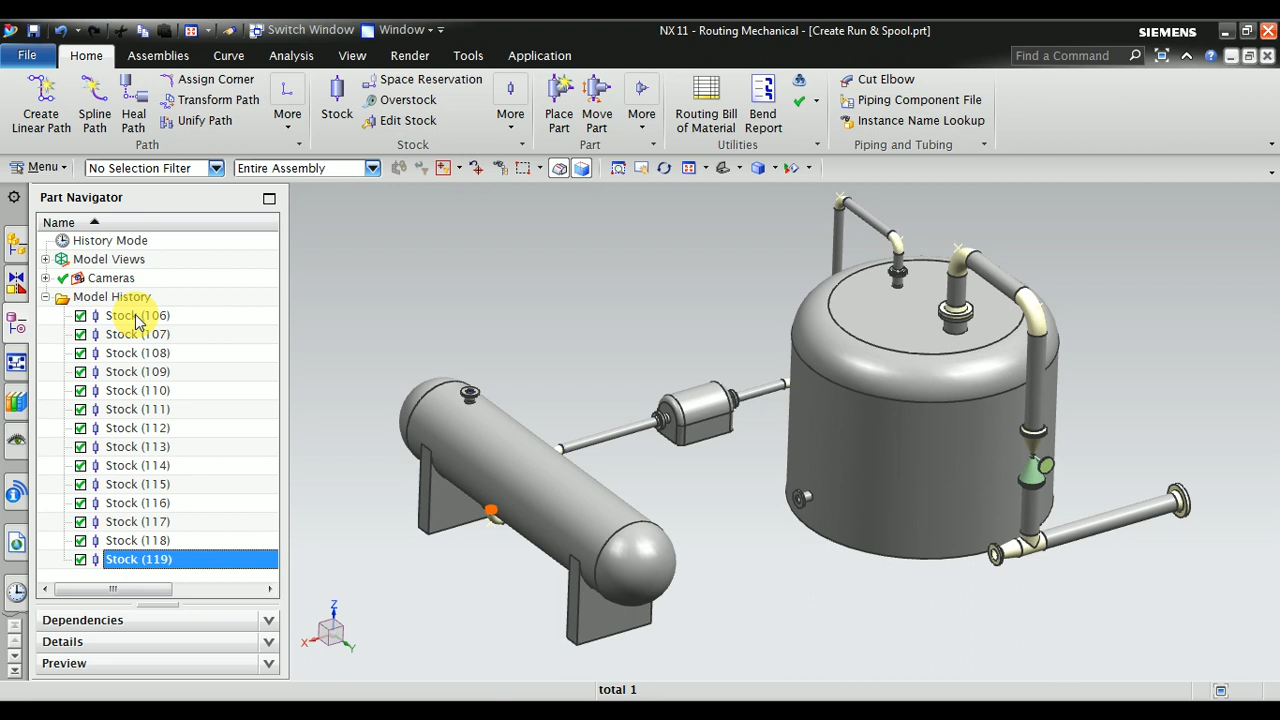 Switch Window Window
NX 11 - Routing Mechanical - [Create Run & Spool.prt]
SIEMENS
File Home Assemblies Curve Analysis View Render Tools Application
Find a Command
Create Linear Path
Spline Path
Heal Path
Assign Corner
Transform Path
Unify Path
More
Path
Stock
Space Reservation
Overstock
Edit Stock
More
Stock
Place Part
Move Part
More
Part
Routing Bill of Material
Bend Report
Utilities
Cut Elbow
Piping Component File
Instance Name Lookup
Piping and Tubing
Menu
No Selection Filter
Entire Assembly
Part Navigator
Name
History Mode
Model Views
Cameras
Model History
Stock (106)
Stock (107)
Stock (108)
Stock (109)
Stock (110)
Stock (111)
Stock (112)
Stock (113)
Stock (114)
Stock (115)
Stock (116)
Stock (117)
Stock (118)
Stock (119)
Dependencies
Details
Preview
Z
X
Y
total 1